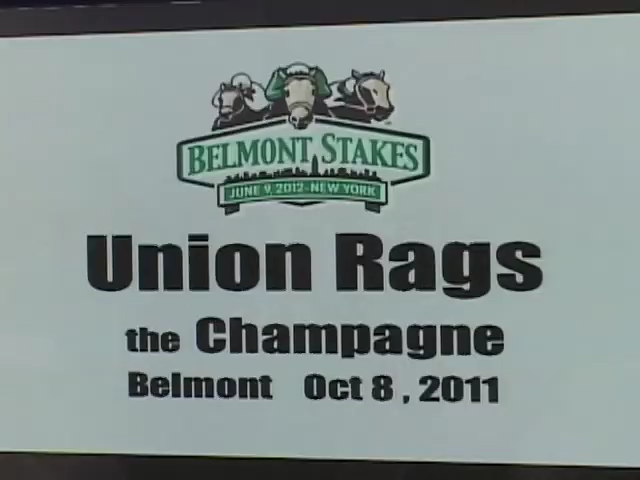 BELMONT STAKES
JUNE 9, 2012 - NEW YORK
Union Rags
the Champagne
Belmont Oct 8, 2011